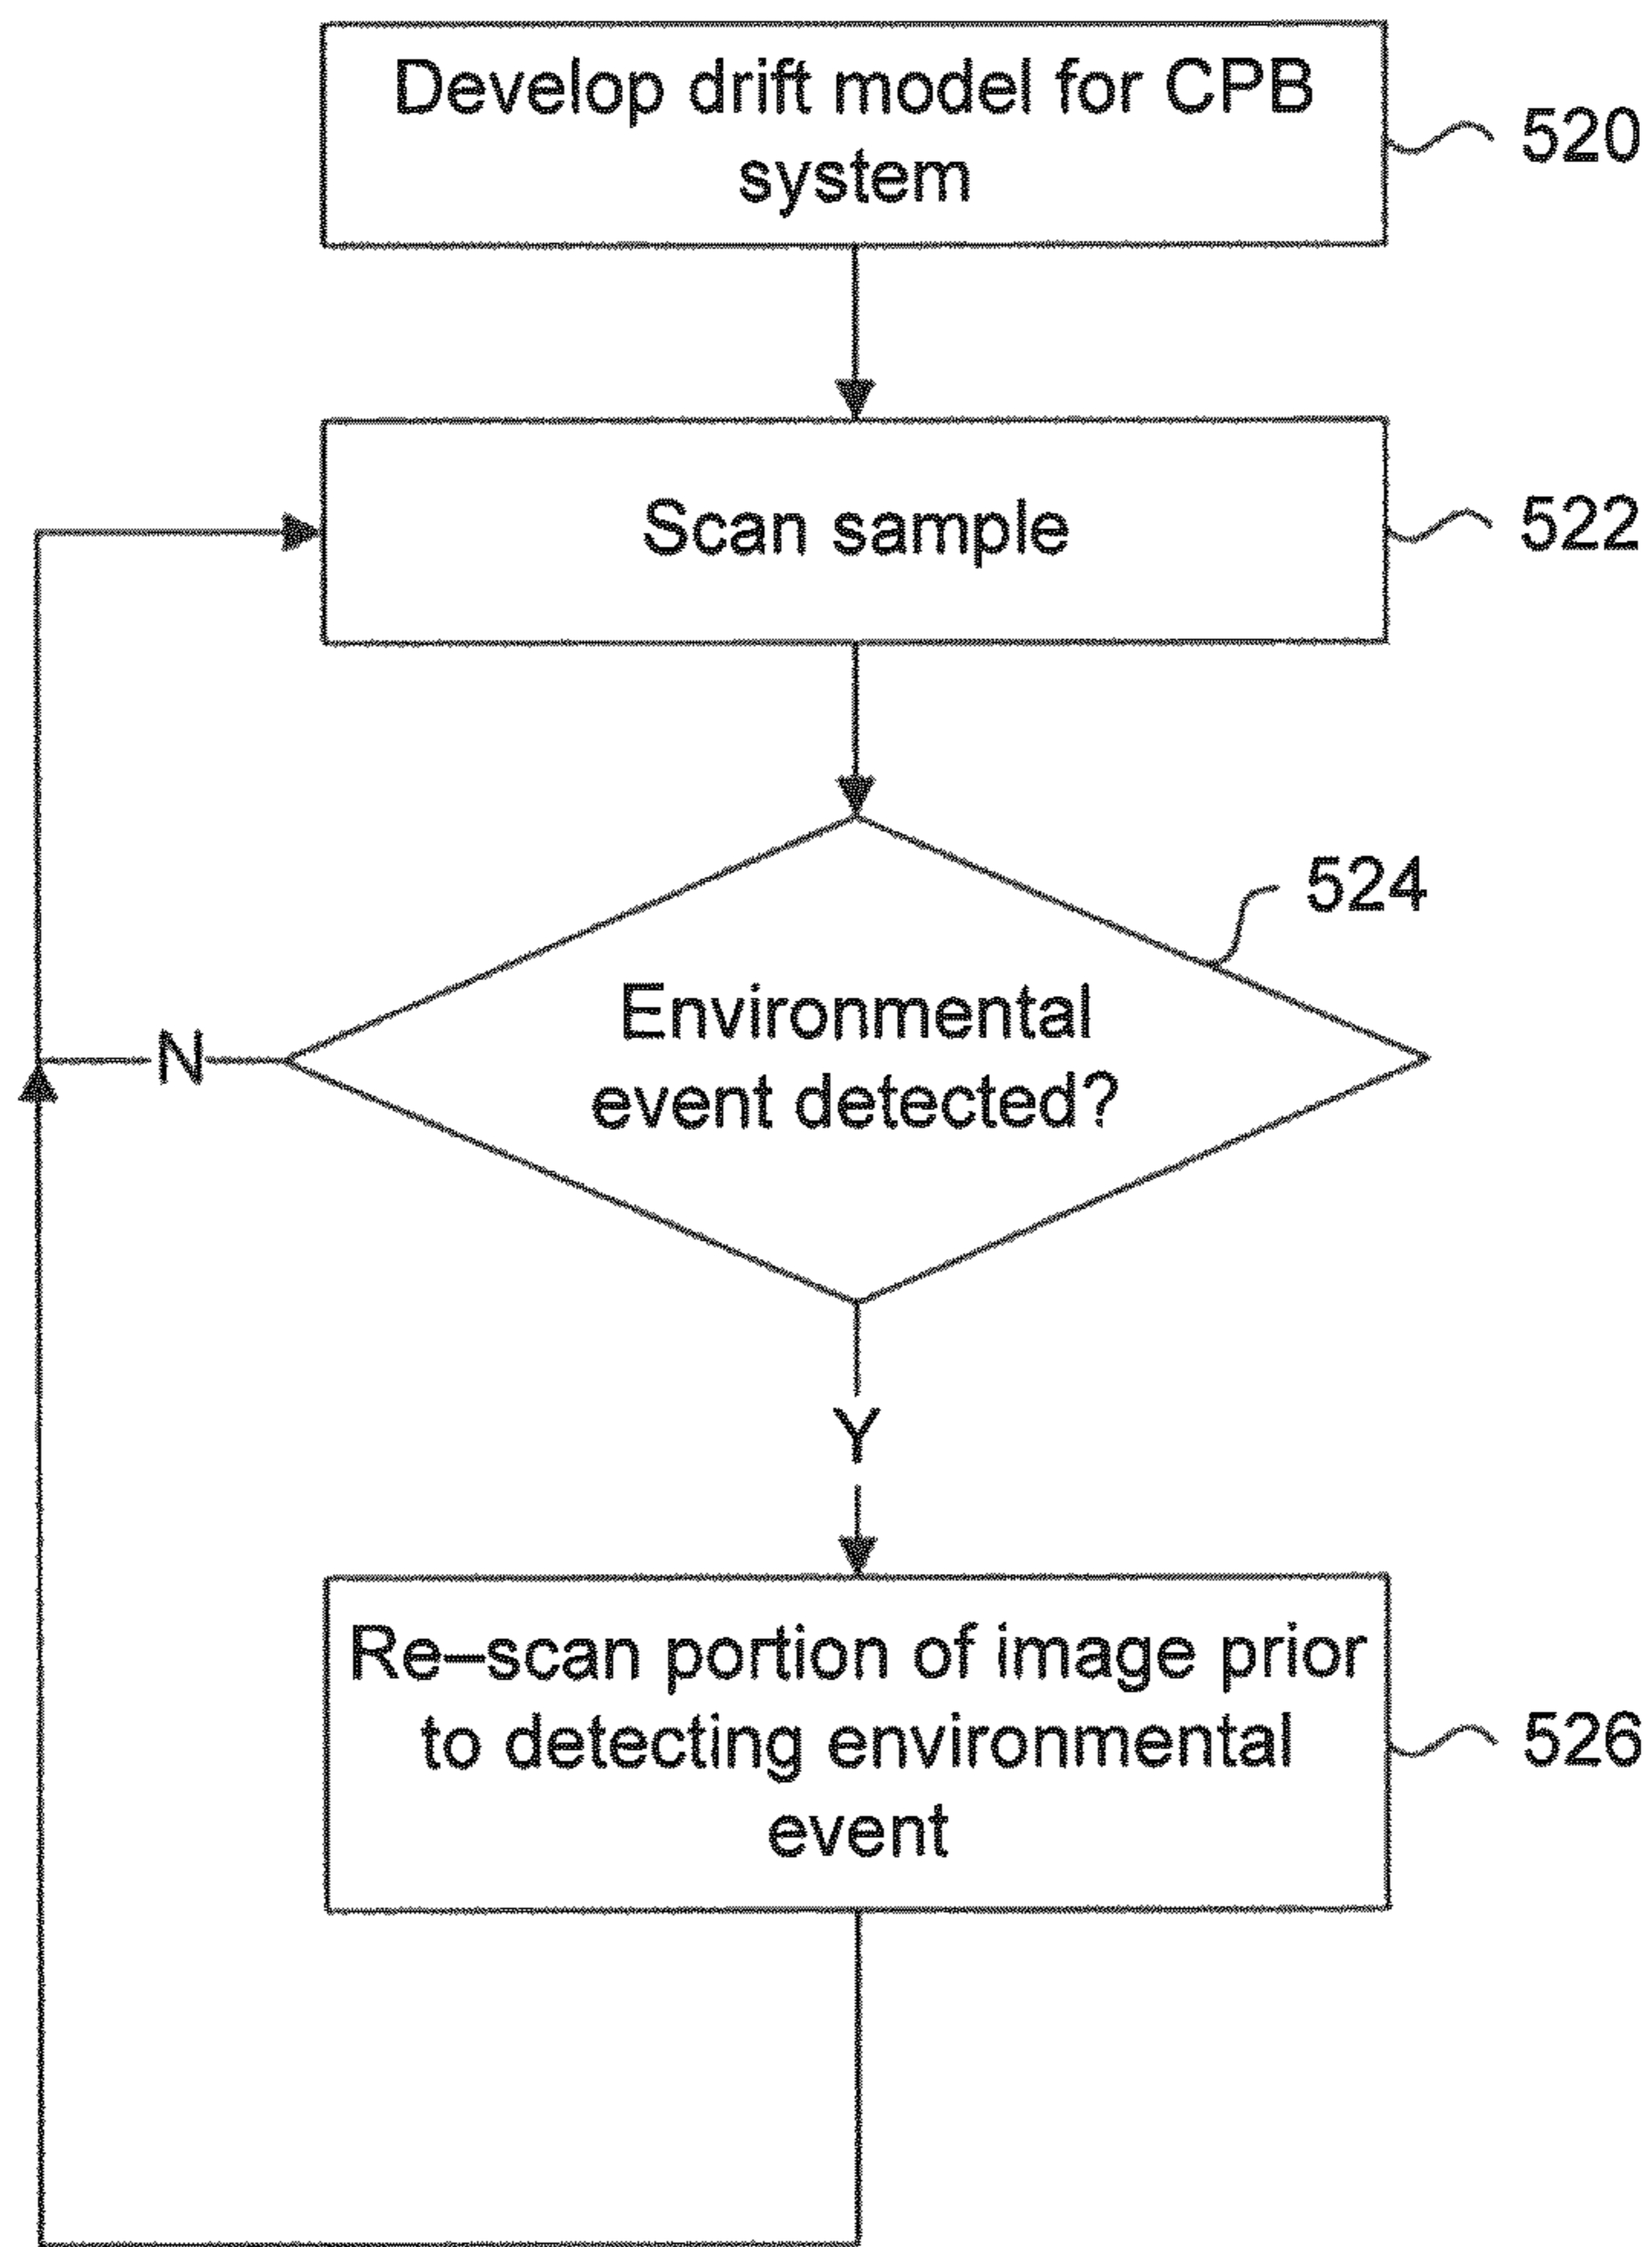 Develop drift model for CPB
system
520
Scan sample
522
524
Environmental
event detected?
N
Y
Re–scan portion of image prior
to detecting environmental
event
526